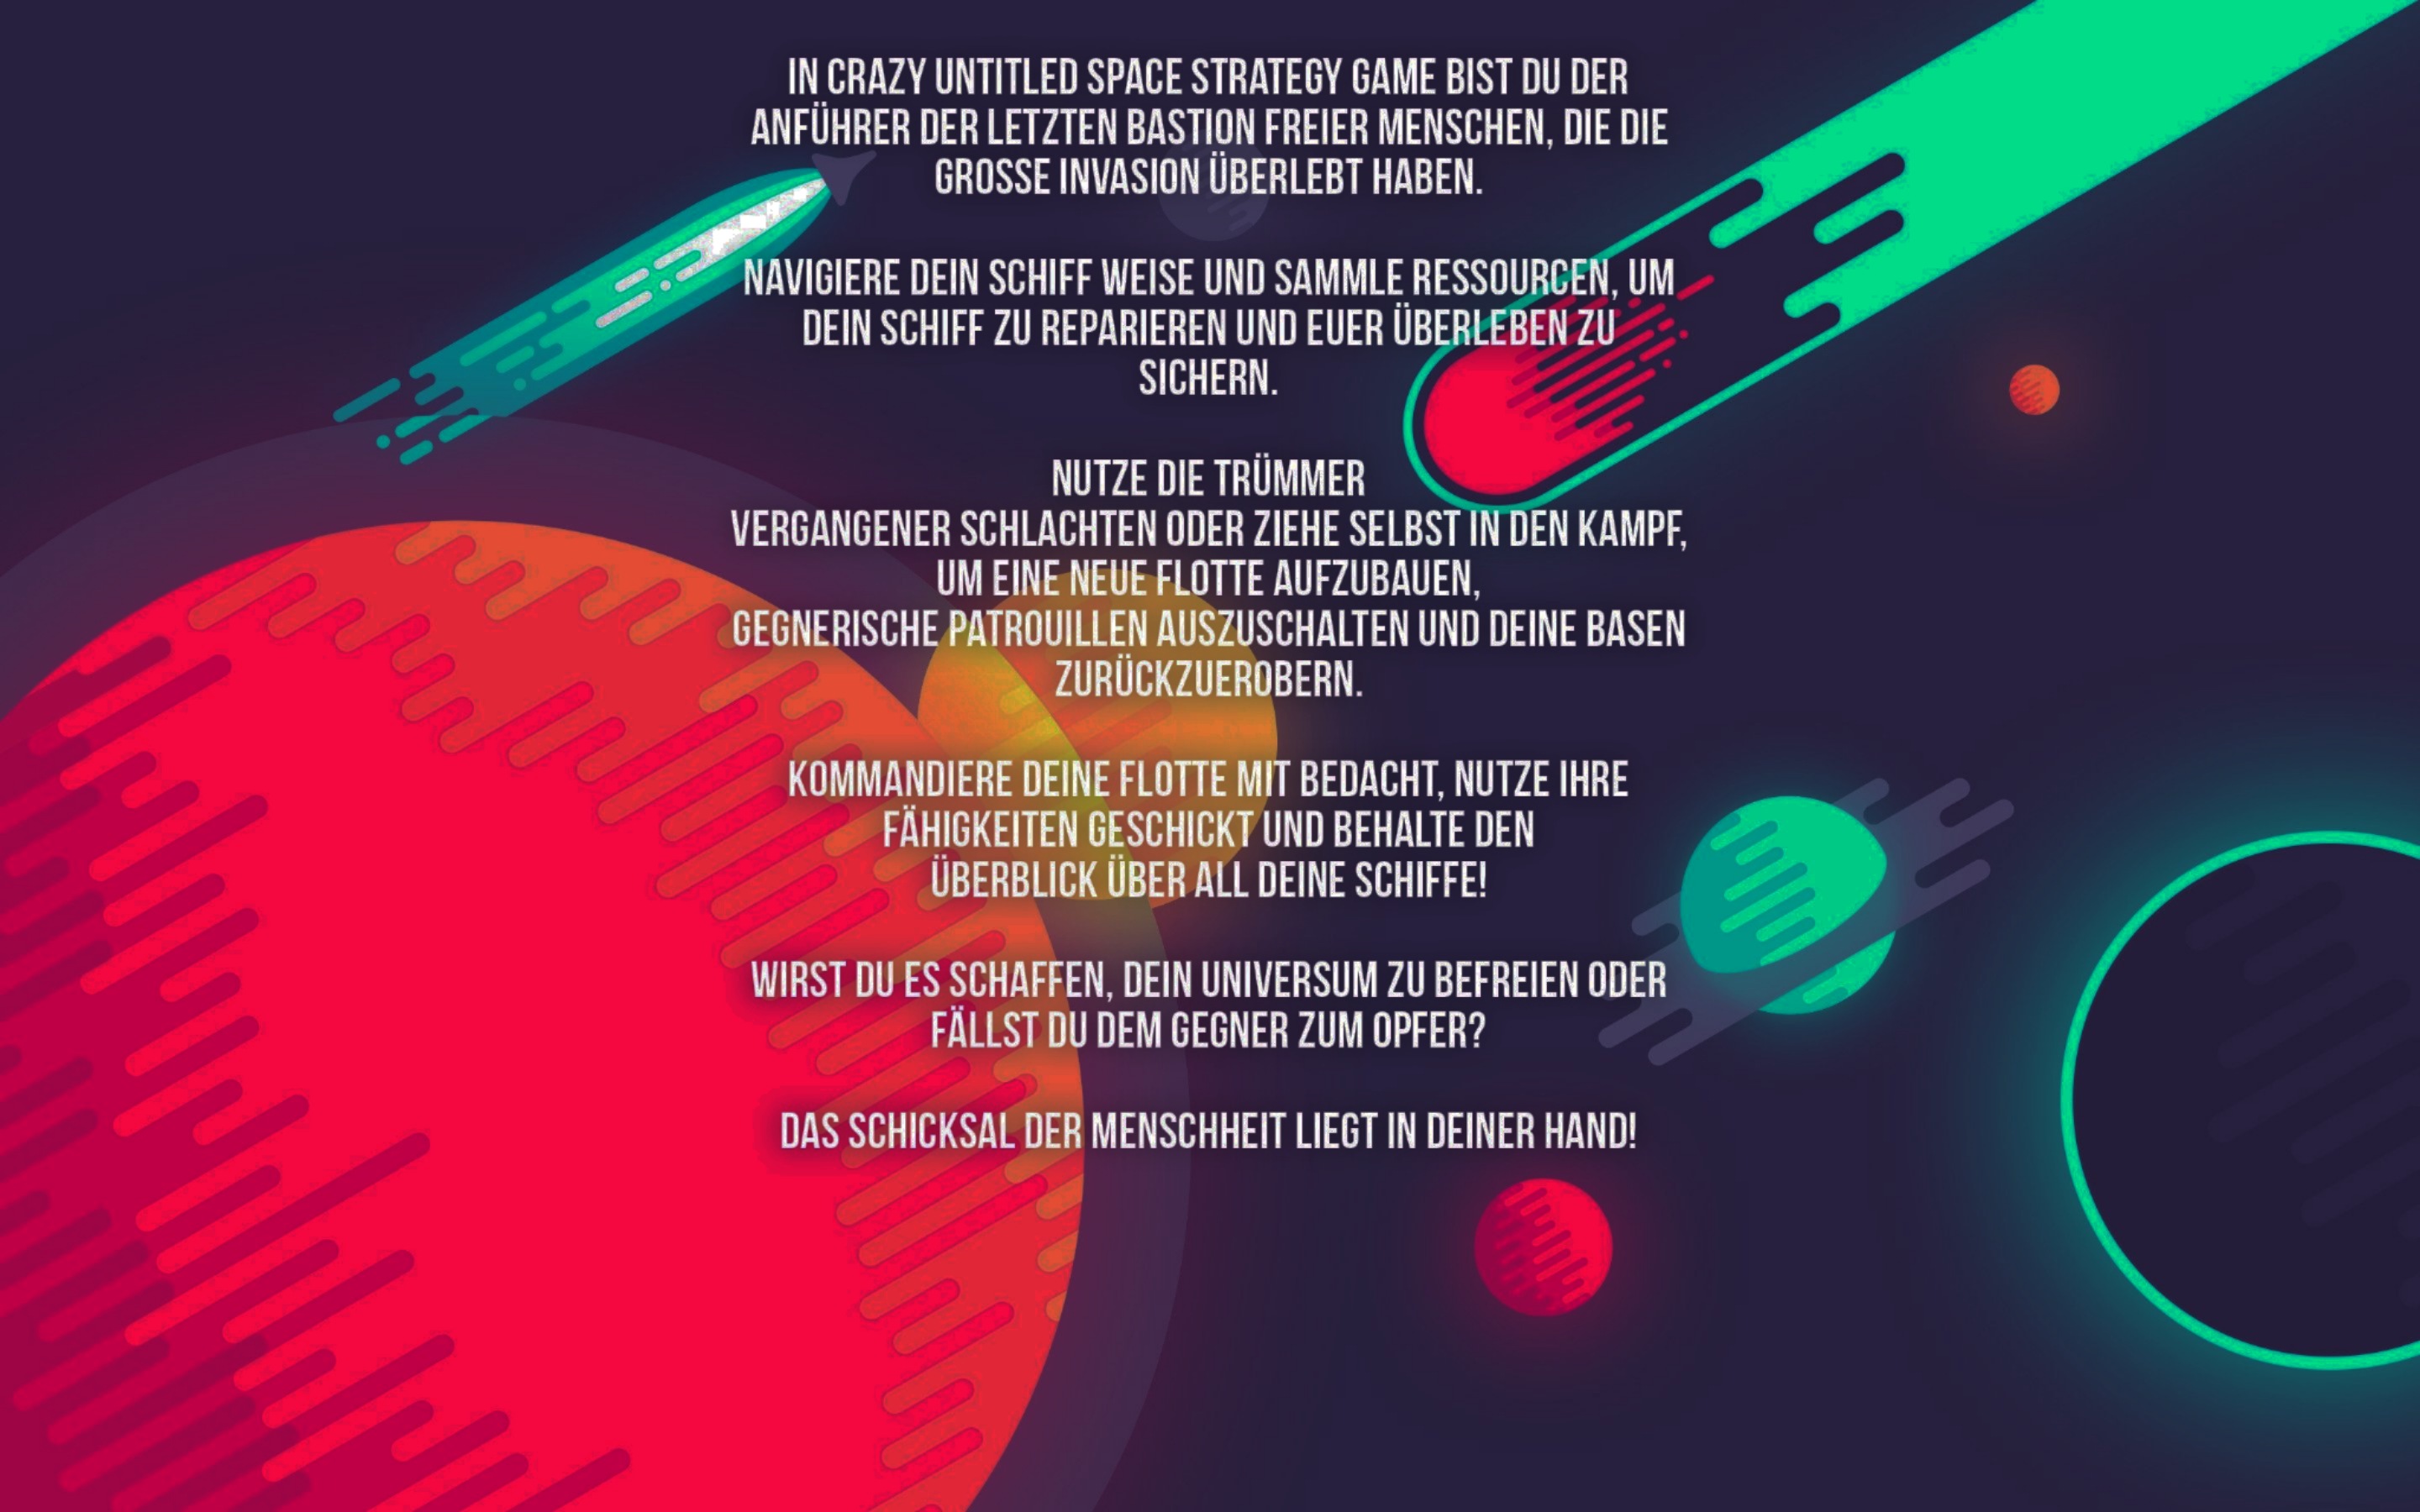 IN CRAZY UNTITLED SPACE STRATEGY GAME BIST DU DER
ANFÜHRER DER LETZTEN BASTION FREIER MENSCHEN, DIE DIE
GROSSE INVASION ÜBERLEBT HABEN.
NAVIGIERE DEIN SCHIFF WEISE UND SAMMLE RESSOURCEN, UM
DEIN SCHIFF ZU REPARIEREN UND EUER ÜBERLEBEN ZU
SICHERN.
NUTZE DIE TRÜMMER
VERGANGENER SCHLACHTEN ODER ZIEHE SELBST IN DEN KAMPF,
UM EINE NEUE FLOTTE AUFZUBAUEN,
GEGNERISCHE PATROUILLEN AUSZUSCHALTEN UND DEINE BASEN
ZURÜCKZUEROBERN.
KOMMANDIERE DEINE FLOTTE MIT BEDACHT, NUTZE IHRE
FÄHIGKEITEN GESCHICKT UND BEHALTE DEN
ÜBERBLICK ÜBER ALL DEINE SCHIFFE!
WIRST DU ES SCHAFFEN, DEIN UNIVERSUM ZU BEFREIEN ODER
FÄLLST DU DEM GEGNER ZUM OPFER?
DAS SCHICKSAL DER MENSCHHEIT LIEGT IN DEINER HAND!